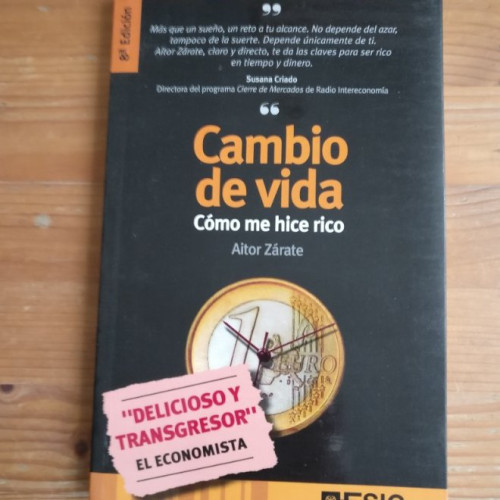 8ª Edición
”
Más que un sueño, un reto a tu alcance. No depende del azar,
tampoco de la suerte. Depende únicamente de ti.
Aitor Zárate, claro y directo, te da las claves para ser rico
en tiempo y dinero.
Susana Criado
Directora del programa Cierre de Mercados de Radio Intereconomía
“
Cambio
de vida
Cómo me hice rico
Aitor Zárate
1
EURO
"DELICIOSO Y
TRANSGRESOR"
EL ECONOMISTA
ESIC